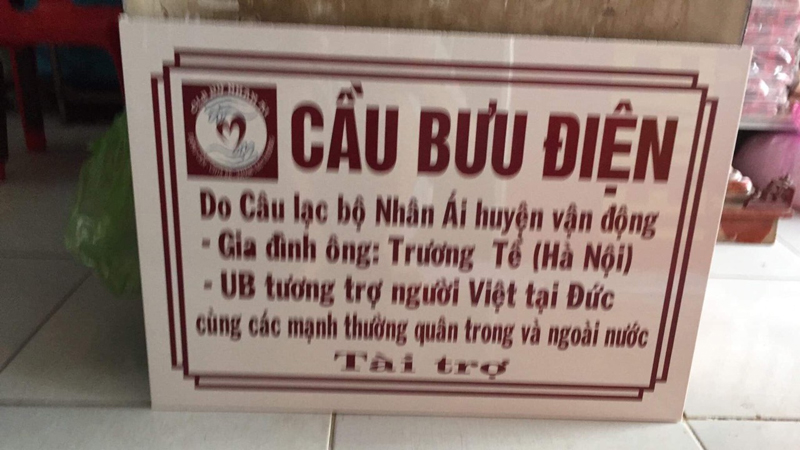 CẦU BƯU ĐIỆN
Do Câu lạc bộ Nhân Ái huyện vận động
- Gia đình ông: Trương Tề (Hà Nội)
- UB tương trợ người Việt tại Đức
cùng các mạnh thường quân trong và ngoài nước
Tài trợ